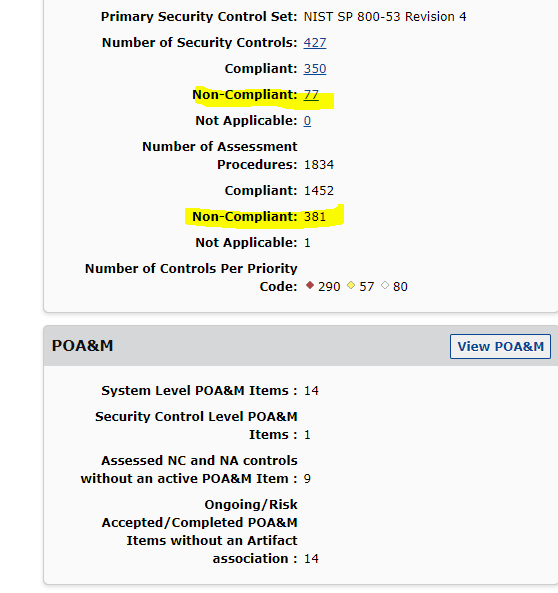 Primary Security Control Set: NIST SP 800-53 Revision 4
Number of Security Controls: 427
Compliant: 350
Non-Compliant: 77
Not Applicable: 0
Number of Assessment
Procedures: 1834
Compliant: 1452
Non-Compliant: 381
Not Applicable: 1
Number of Controls Per Priority
Code: 290 57 80
POA&M View POA&M
System Level POA&M Items : 14
Security Control Level POA&M
Items : 1
Assessed NC and NA controls
without an active POA&M Item : 9
Ongoing/Risk
Accepted/Completed POA&M
Items without an Artifact
association : 14